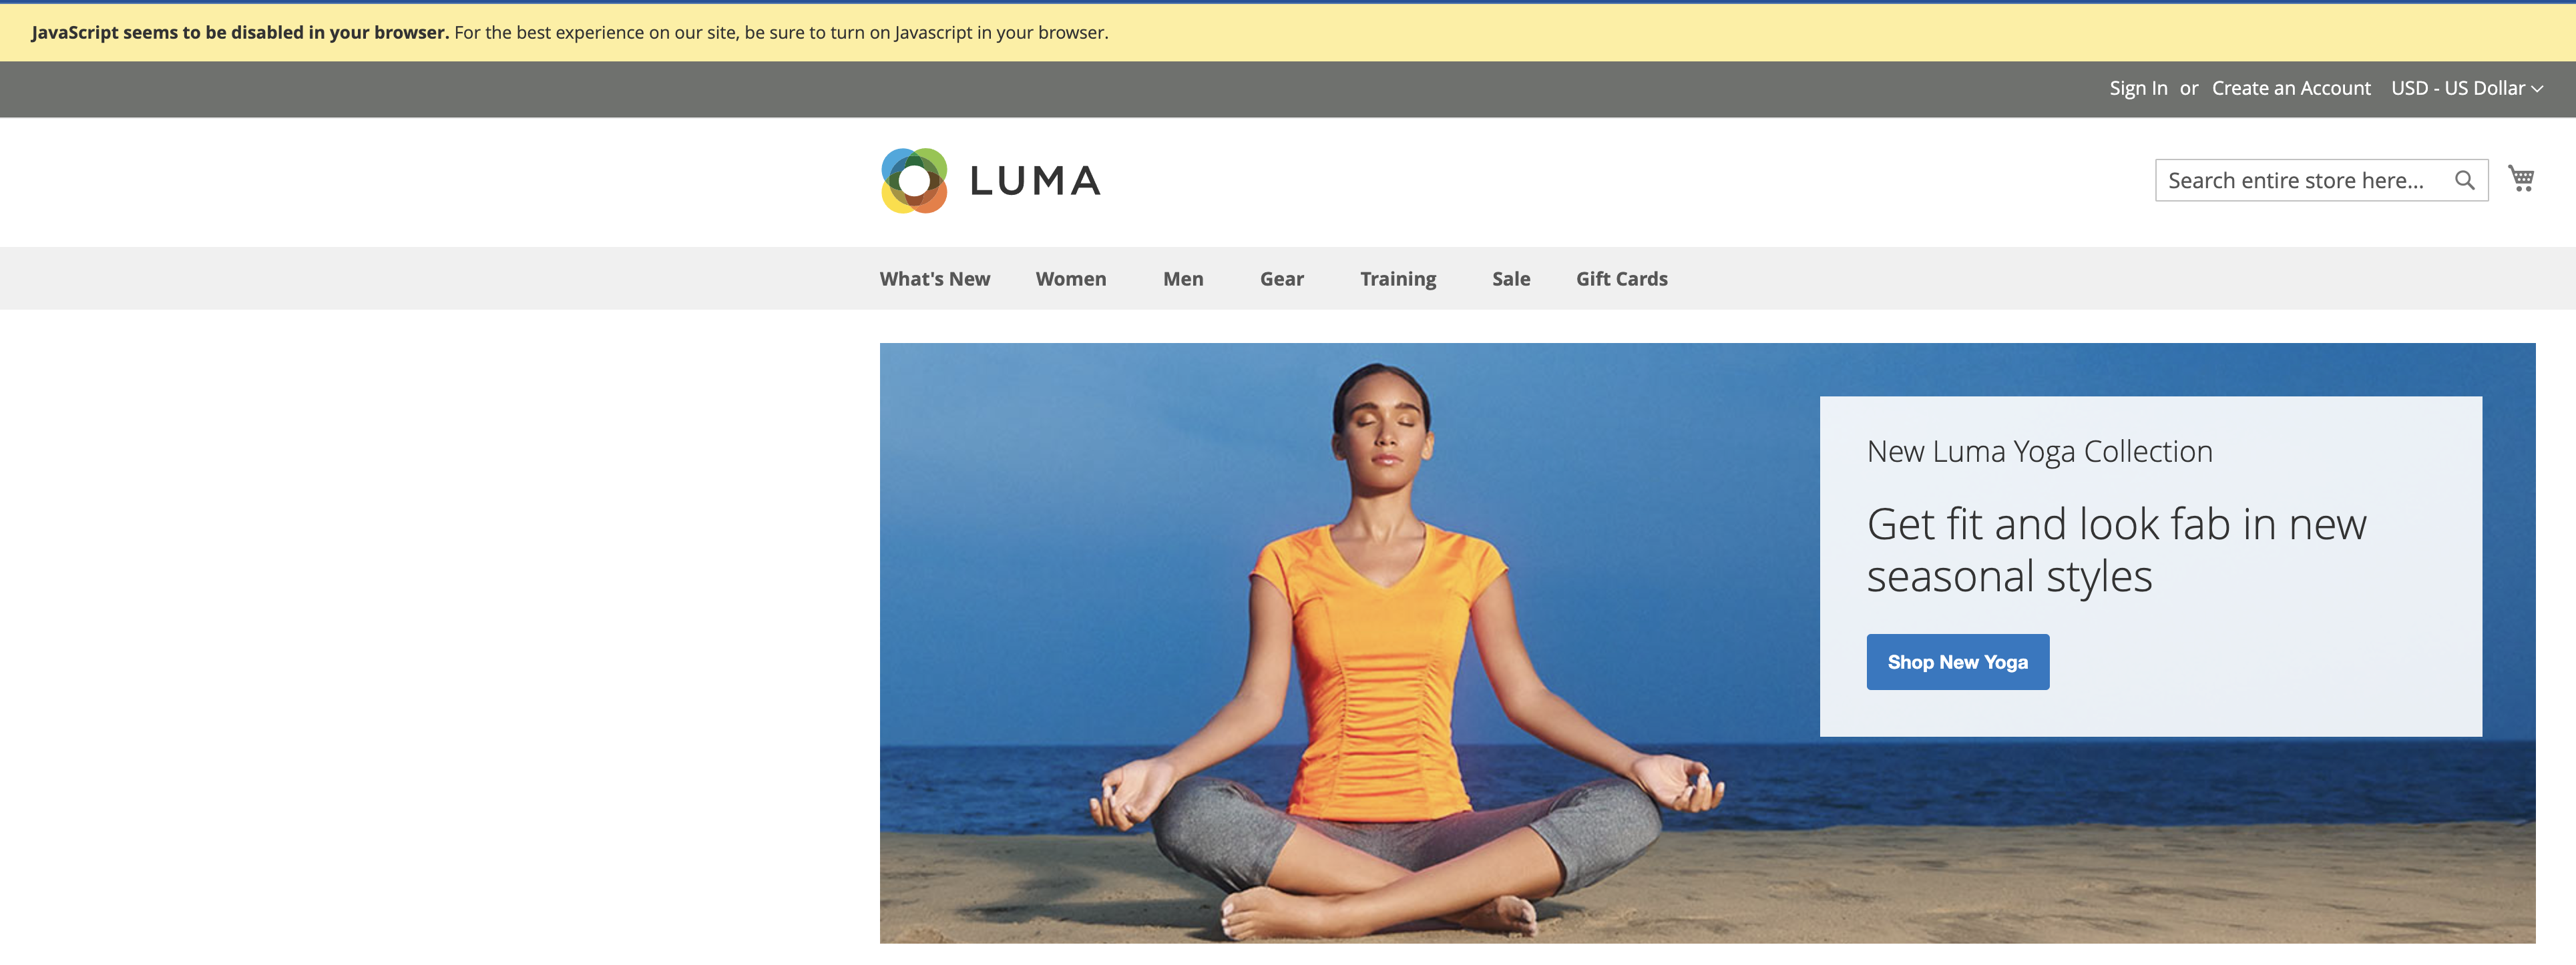 JavaScript seems to be disabled in your browser. For the best experience on our site, be sure to turn on Javascript in your browser.
Sign In or Create an Account USD - US Dollar
LUMA
Search entire store here...
What's New Women Men Gear Training Sale Gift Cards
New Luma Yoga Collection
Get fit and look fab in new
seasonal styles
Shop New Yoga